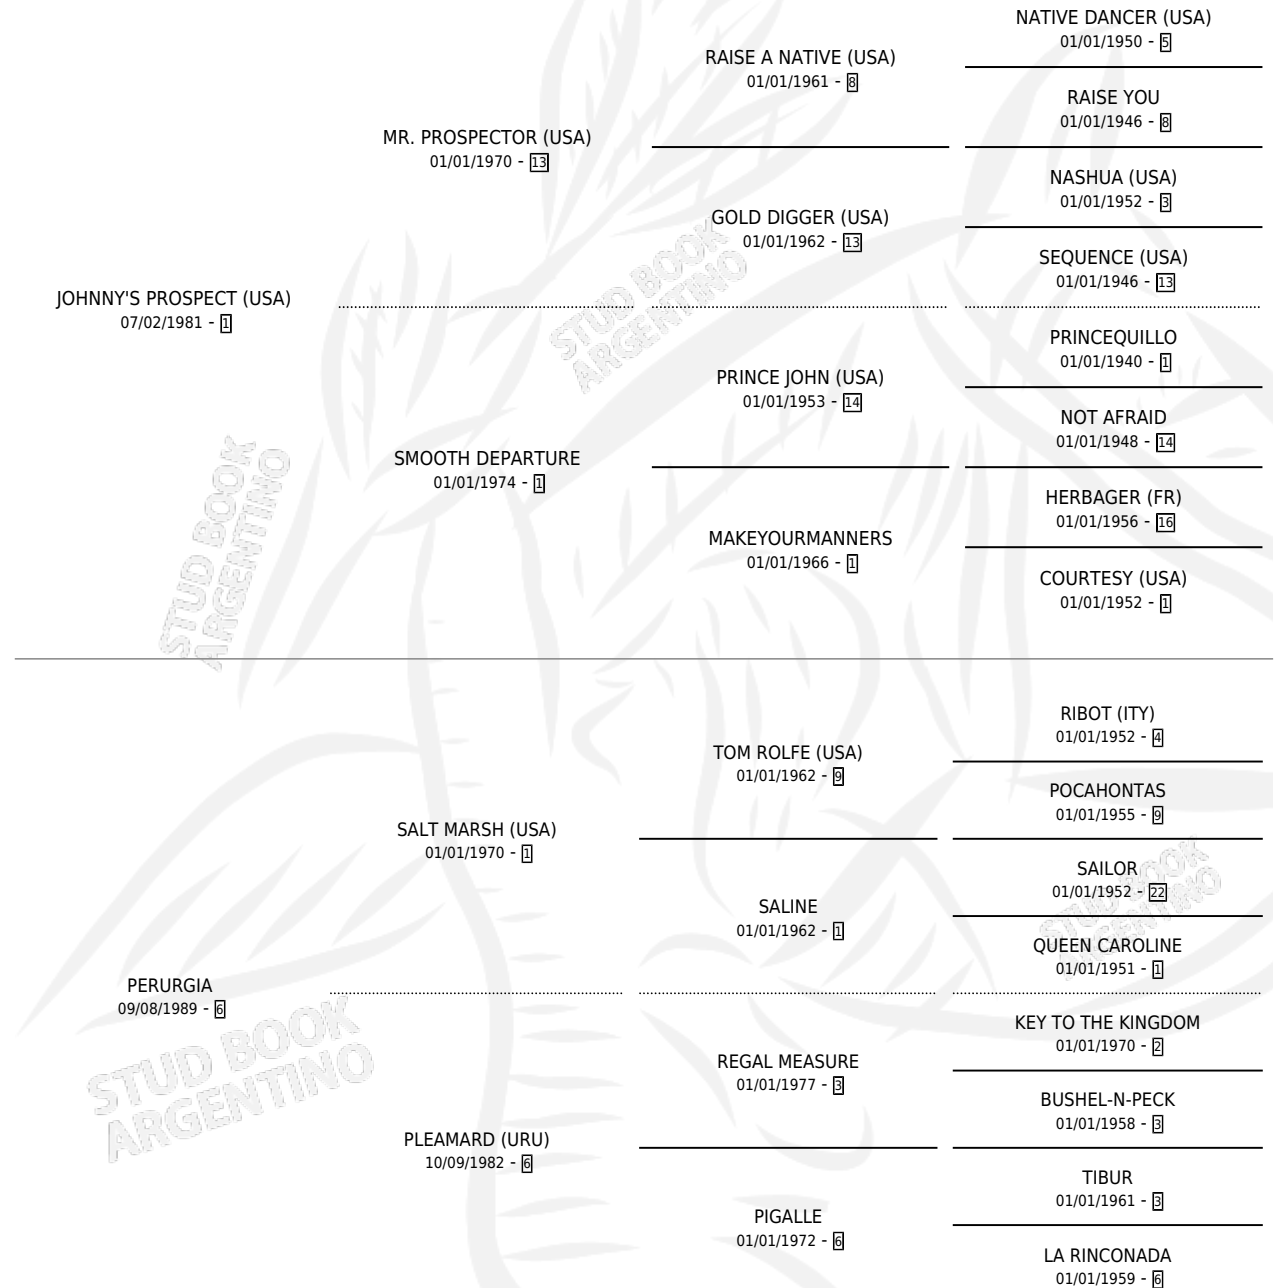 NATIVE DANCER (USA)
01/01/1950 - 5
RAISE A NATIVE (USA)
01/01/1961 - 8
RAISE YOU
01/01/1946 - 8
MR. PROSPECTOR (USA)
01/01/1970 - 13
NASHUA (USA)
01/01/1952 - 3
GOLD DIGGER (USA)
01/01/1962 - 13
SEQUENCE (USA)
01/01/1946 - 13
JOHNNY'S PROSPECT (USA)
07/02/1981 - 1
PRINCEQUILLO
01/01/1940 - 1
PRINCE JOHN (USA)
01/01/1953 - 14
NOT AFRAID
01/01/1948 - 14
SMOOTH DEPARTURE
01/01/1974 - 1
HERBAGER (FR)
01/01/1956 - 16
MAKEYOURMANNERS
01/01/1966 - 1
COURTESY (USA)
01/01/1952 - 1
RIBOT (ITY)
01/01/1952 - 4
TOM ROLFE (USA)
01/01/1962 - 9
POCAHONTAS
01/01/1955 - 9
SALT MARSH (USA)
01/01/1970 - 1
SAILOR
01/01/1952 - 22
SALINE
01/01/1962 - 1
QUEEN CAROLINE
01/01/1951 - 1
PERURGIA
09/08/1989 - 6
KEY TO THE KINGDOM
01/01/1970 - 2
REGAL MEASURE
01/01/1977 - 3
BUSHEL-N-PECK
01/01/1958 - 3
PLEAMARD (URU)
10/09/1982 - 6
TIBUR
01/01/1961 - 3
PIGALLE
01/01/1972 - 6
LA RINCONADA
01/01/1959 - 6
STUD BOOK
ARGENTINO
STUD BOOK
ARGENTINO
STUD BOOK
ARGENTINO
STUD BOOK
ARGENTINO